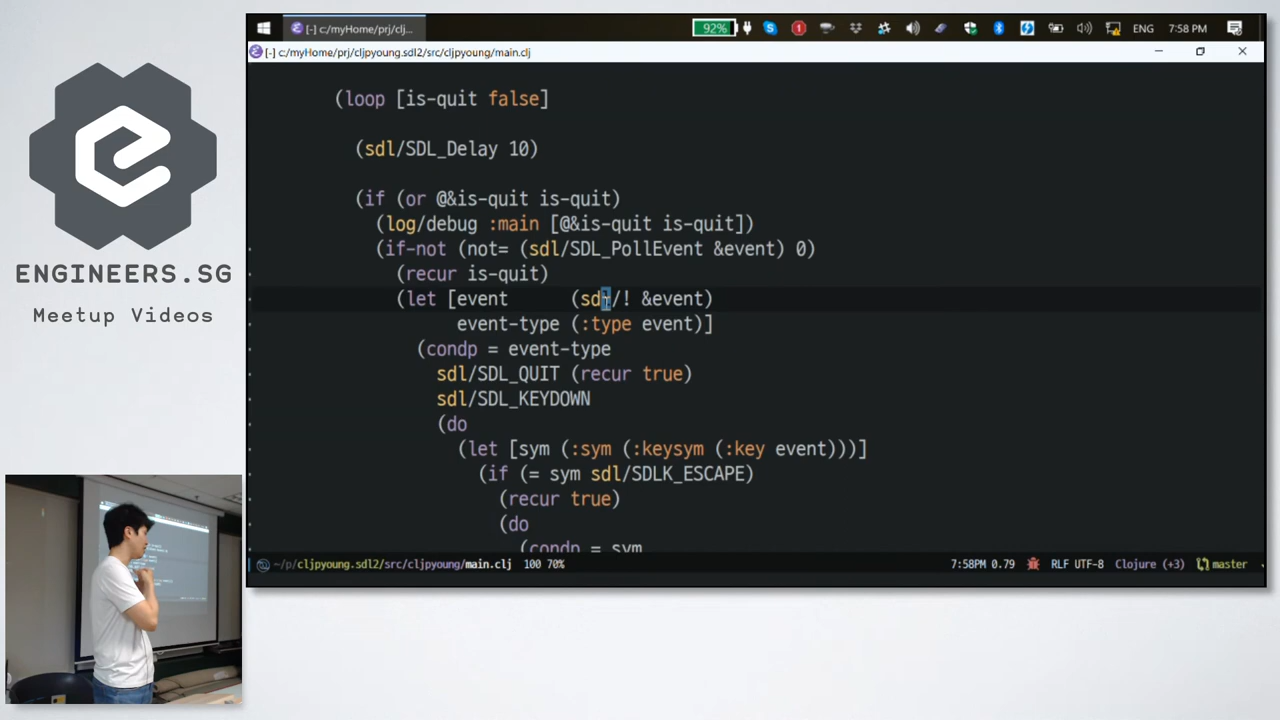 [-] c:/myHome/prj/clj...
92%
ENG
7:58 PM
[-] c:/myHome/prj/cljpyoung.sdl2/src/cljpyoung/main.clj
(loop [is-quit false]
(sdl/SDL_Delay 10)
(if (or @&is-quit is-quit)
(log/debug :main [@&is-quit is-quit])
(if-not (not= (sdl/SDL_PollEvent &event) 0)
(recur is-quit)
(let [event (sdl/! &event)
event-type (:type event)]
(condp = event-type
sdl/SDL_QUIT (recur true)
sdl/SDL_KEYDOWN
(do
(let [sym (:sym (:keysym (:key event)))]
(if (= sym sdl/SDLK_ESCAPE)
(recur true)
(do
(condp = sym
~/p/cljpyoung.sdl2/src/cljpyoung/main.clj 100 70%
7:58PM 0.79 RLF UTF-8 Clojure (+3) master
ENGINEERS.SG
Meetup Videos